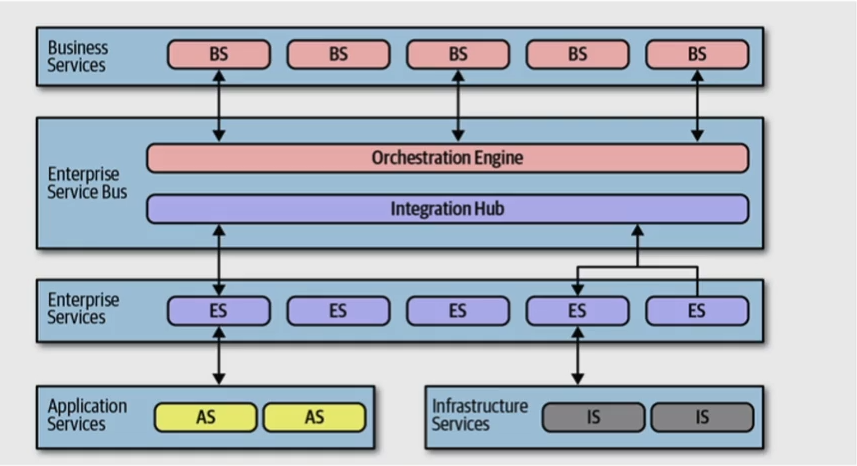 Business
Services
BS BS BS BS BS
Orchestration Engine
Enterprise
Service Bus
Integration Hub
Enterprise
Services
ES ES ES ES ES
Application
Services
AS AS
Infrastructure
Services
IS IS